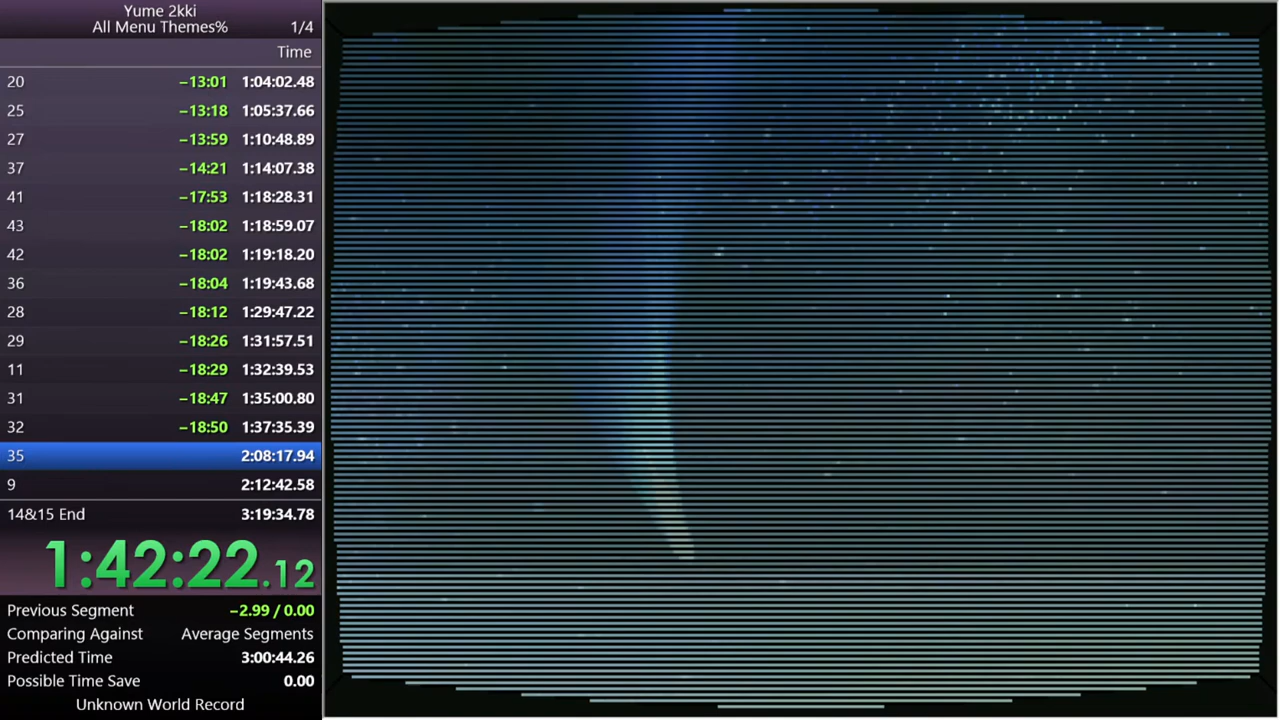 Yume 2kki
All Menu Themes% 1/4
Time
20 −13:01 1:04:02.48
25 −13:18 1:05:37.66
27 −13:59 1:10:48.89
37 −14:21 1:14:07.38
41 −17:53 1:18:28.31
43 −18:02 1:18:59.07
42 −18:02 1:19:18.20
36 −18:04 1:19:43.68
28 −18:12 1:29:47.22
29 −18:26 1:31:57.51
11 −18:29 1:32:39.53
31 −18:47 1:35:00.80
32 −18:50 1:37:35.39
35 2:08:17.94
9 2:12:42.58
14&15 End 3:19:34.78
1:42:22.12
Previous Segment −2.99 / 0.00
Comparing Against Average Segments
Predicted Time 3:00:44.26
Possible Time Save 0.00
Unknown World Record